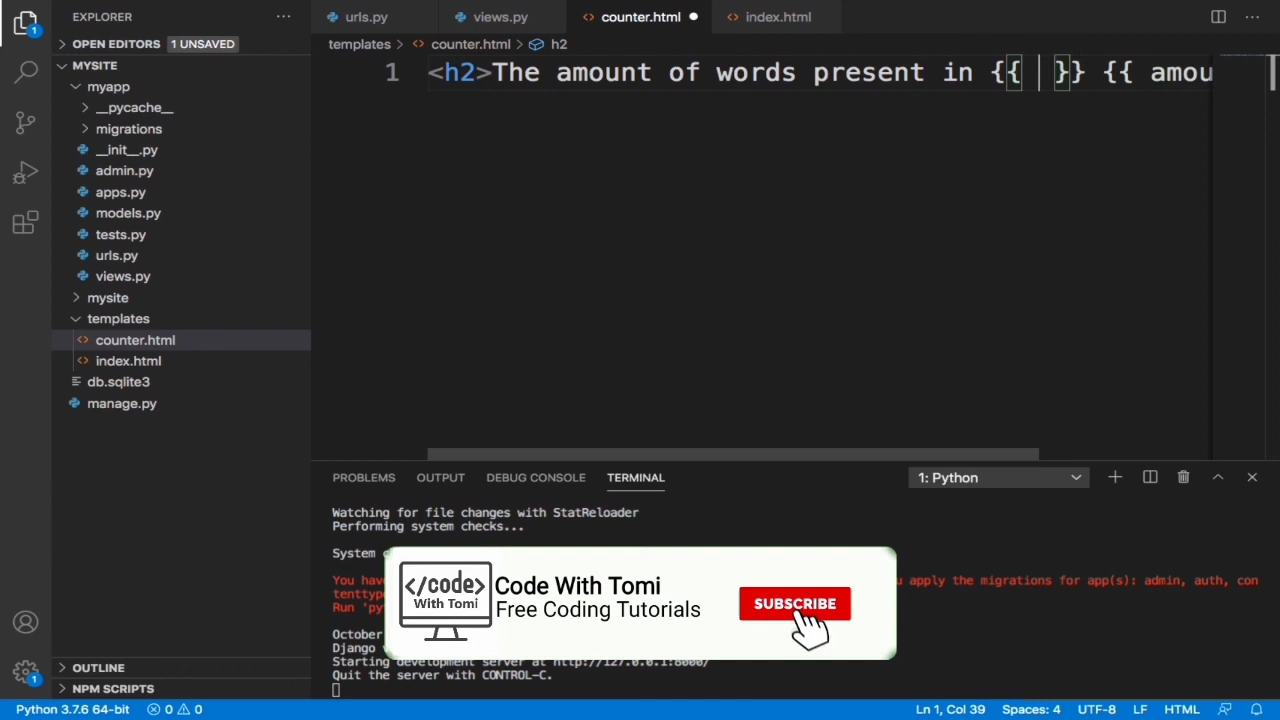 EXPLORER
urls.py
views.py
counter.html
index.html
OPEN EDITORS 1 UNSAVED
templates > counter.html > h2
MYSITE
1 <h2>The amount of words present in {{ | }} {{ amou
myapp
__pycache__
migrations
__init__.py
admin.py
apps.py
models.py
tests.py
urls.py
views.py
mysite
templates
counter.html
index.html
db.sqlite3
manage.py
PROBLEMS OUTPUT DEBUG CONSOLE TERMINAL 1: Python
Watching for file changes with StatReloader
Performing system checks...
System
You have
apply the migrations for app(s): admin, auth, con
tenttype
Run 'py
October
Django
Starting development server at http://127.0.0.1:8000/
Quit the server with CONTROL-C.
</code>
With Tomi
Code With Tomi
Free Coding Tutorials
SUBSCRIBE
OUTLINE
NPM SCRIPTS
1
1
Python 3.7.6 64-bit 0 0 Ln 1, Col 39 Spaces: 4 UTF-8 LF HTML